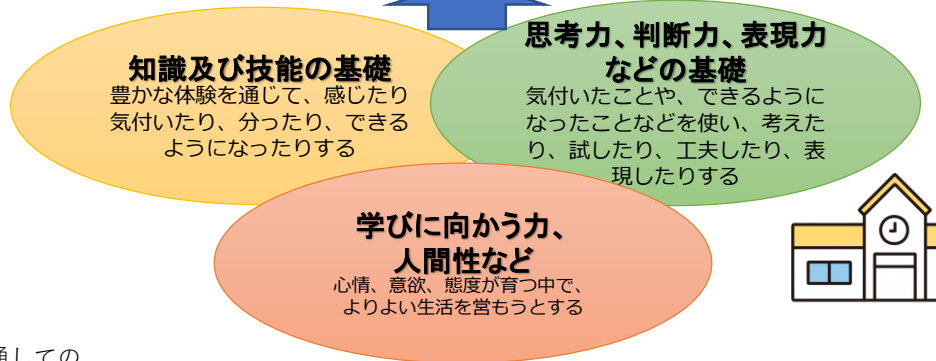 知識及び技能の基礎
豊かな体験を通じて、感じたり
気付いたり、分ったり、できる
ようになったりする
思考力、判断力、表現力
などの基礎
気付いたことや、できるように
なったことなどを使い、考えた
り、試したり、工夫したり、表
現したりする
学びに向かう力、
人間性など
心情、意欲、態度が育つ中で、
よりよい生活を営もうとする
通しての